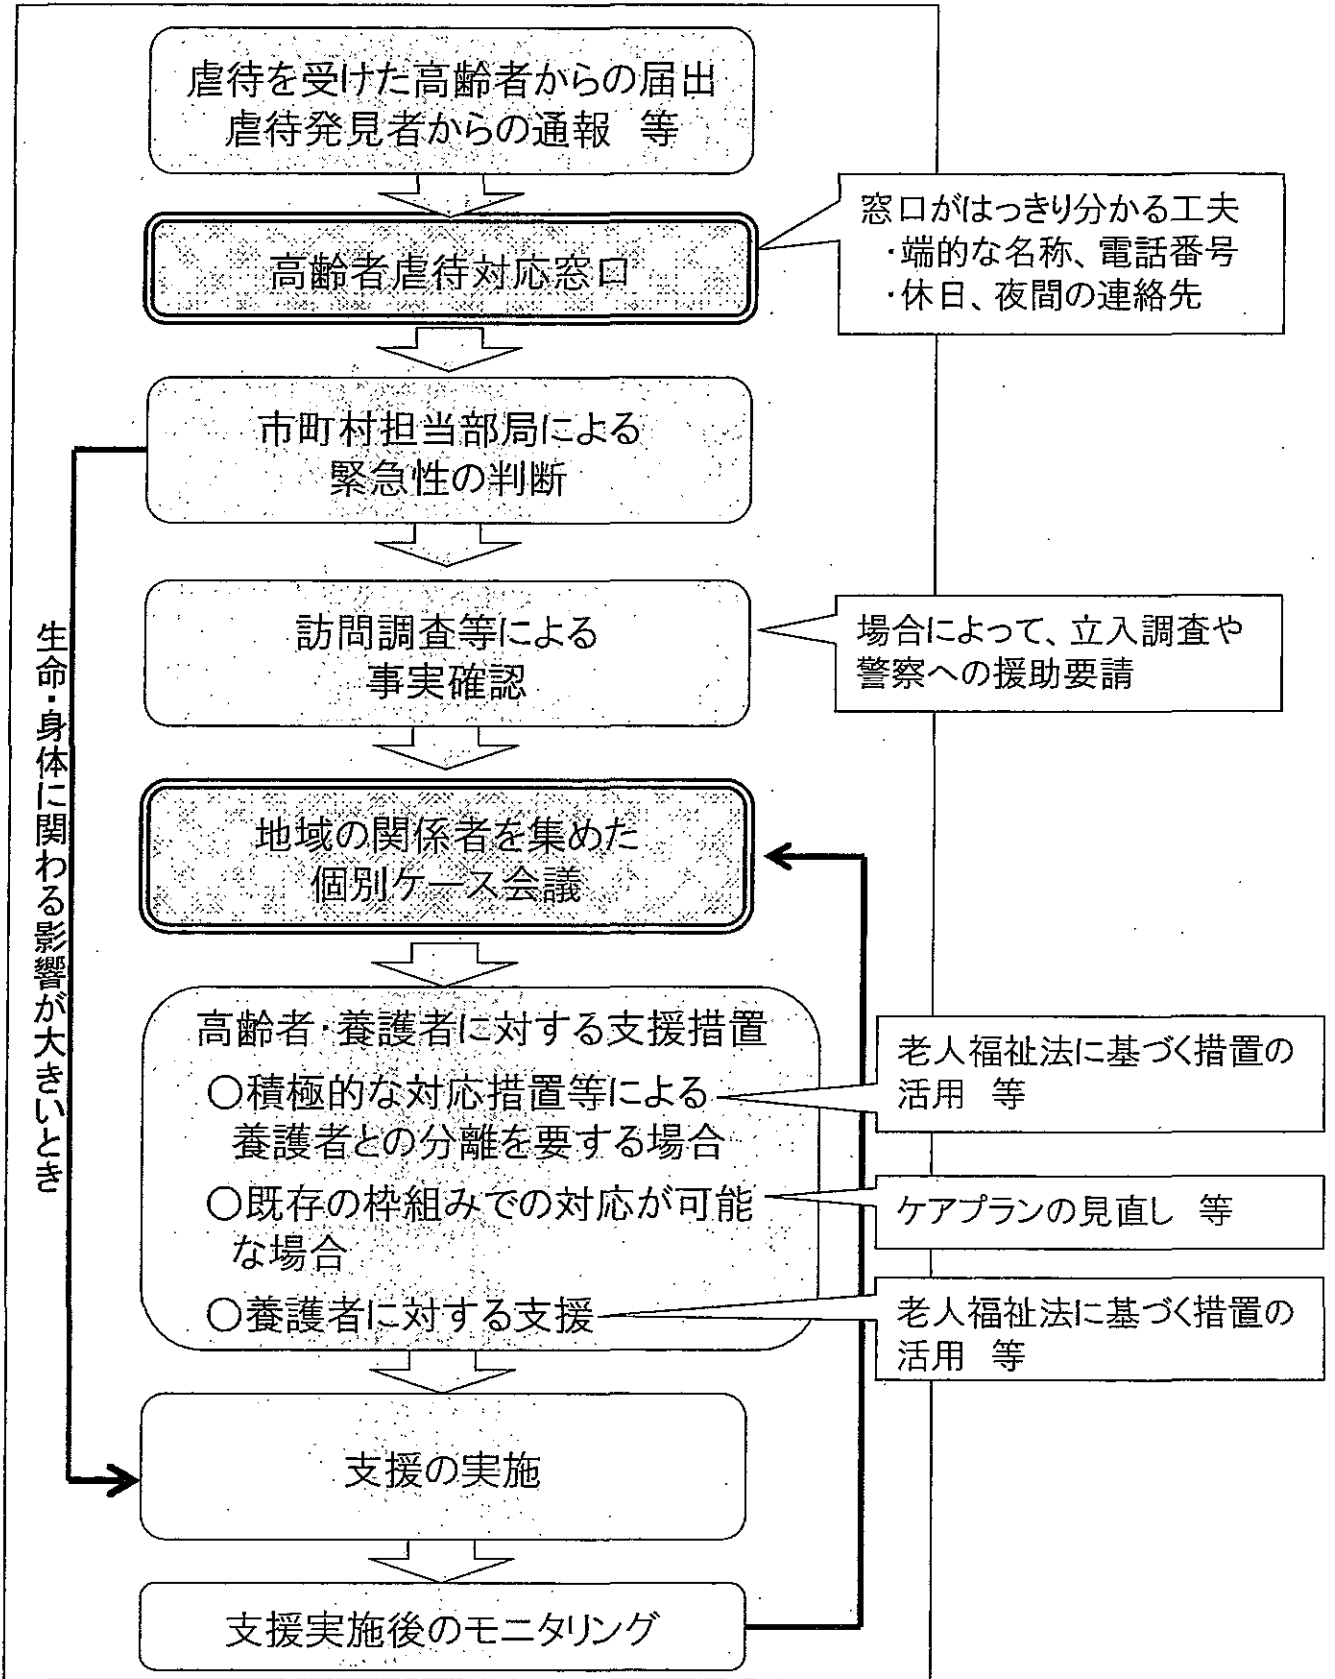 虐待を受けた高齢者からの届出
虐待発見者からの通報 等
高齢者虐待対応窓口
窓口がはっきり分かる工夫
・端的な名称、電話番号
・休日、夜間の連絡先
市町村担当部局による
緊急性の判断
生命・身体に関わる影響が大きいとき
訪問調査等による
事実確認
場合によって、立入調査や
警察への援助要請
地域の関係者を集めた
個別ケース会議
高齢者・養護者に対する支援措置
○積極的な対応措置等による
養護者との分離を要する場合
老人福祉法に基づく措置の
活用 等
○既存の枠組みでの対応が可能
な場合
ケアプランの見直し 等
○養護者に対する支援
老人福祉法に基づく措置の
活用 等
支援の実施
支援実施後のモニタリング